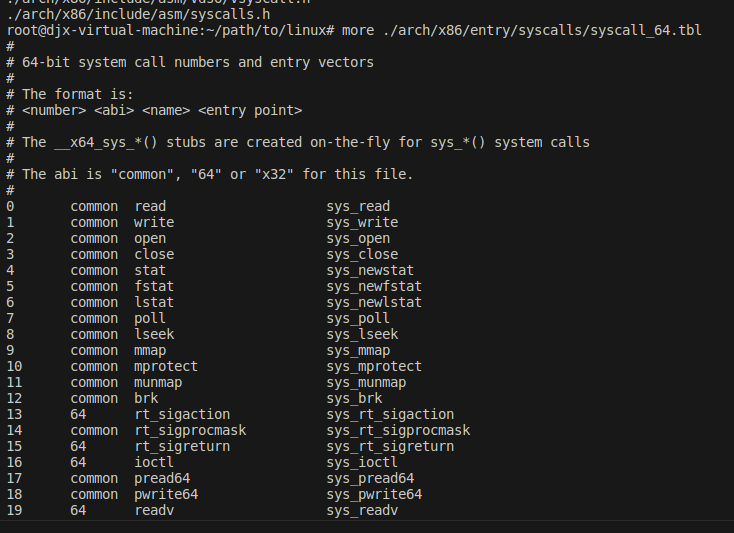 ./arch/x86/include/asm/vdso/vsyscall.h
./arch/x86/include/asm/syscalls.h
root@djx-virtual-machine:~/path/to/linux# more ./arch/x86/entry/syscalls/syscall_64.tbl
#
# 64-bit system call numbers and entry vectors
#
# The format is:
# <number> <abi> <name> <entry point>
#
# The __x64_sys_*() stubs are created on-the-fly for sys_*() system calls
#
# The abi is "common", "64" or "x32" for this file.
#
0 common read sys_read
1 common write sys_write
2 common open sys_open
3 common close sys_close
4 common stat sys_newstat
5 common fstat sys_newfstat
6 common lstat sys_newlstat
7 common poll sys_poll
8 common lseek sys_lseek
9 common mmap sys_mmap
10 common mprotect sys_mprotect
11 common munmap sys_munmap
12 common brk sys_brk
13 64 rt_sigaction sys_rt_sigaction
14 common rt_sigprocmask sys_rt_sigprocmask
15 64 rt_sigreturn sys_rt_sigreturn
16 64 ioctl sys_ioctl
17 common pread64 sys_pread64
18 common pwrite64 sys_pwrite64
19 64 readv sys_readv